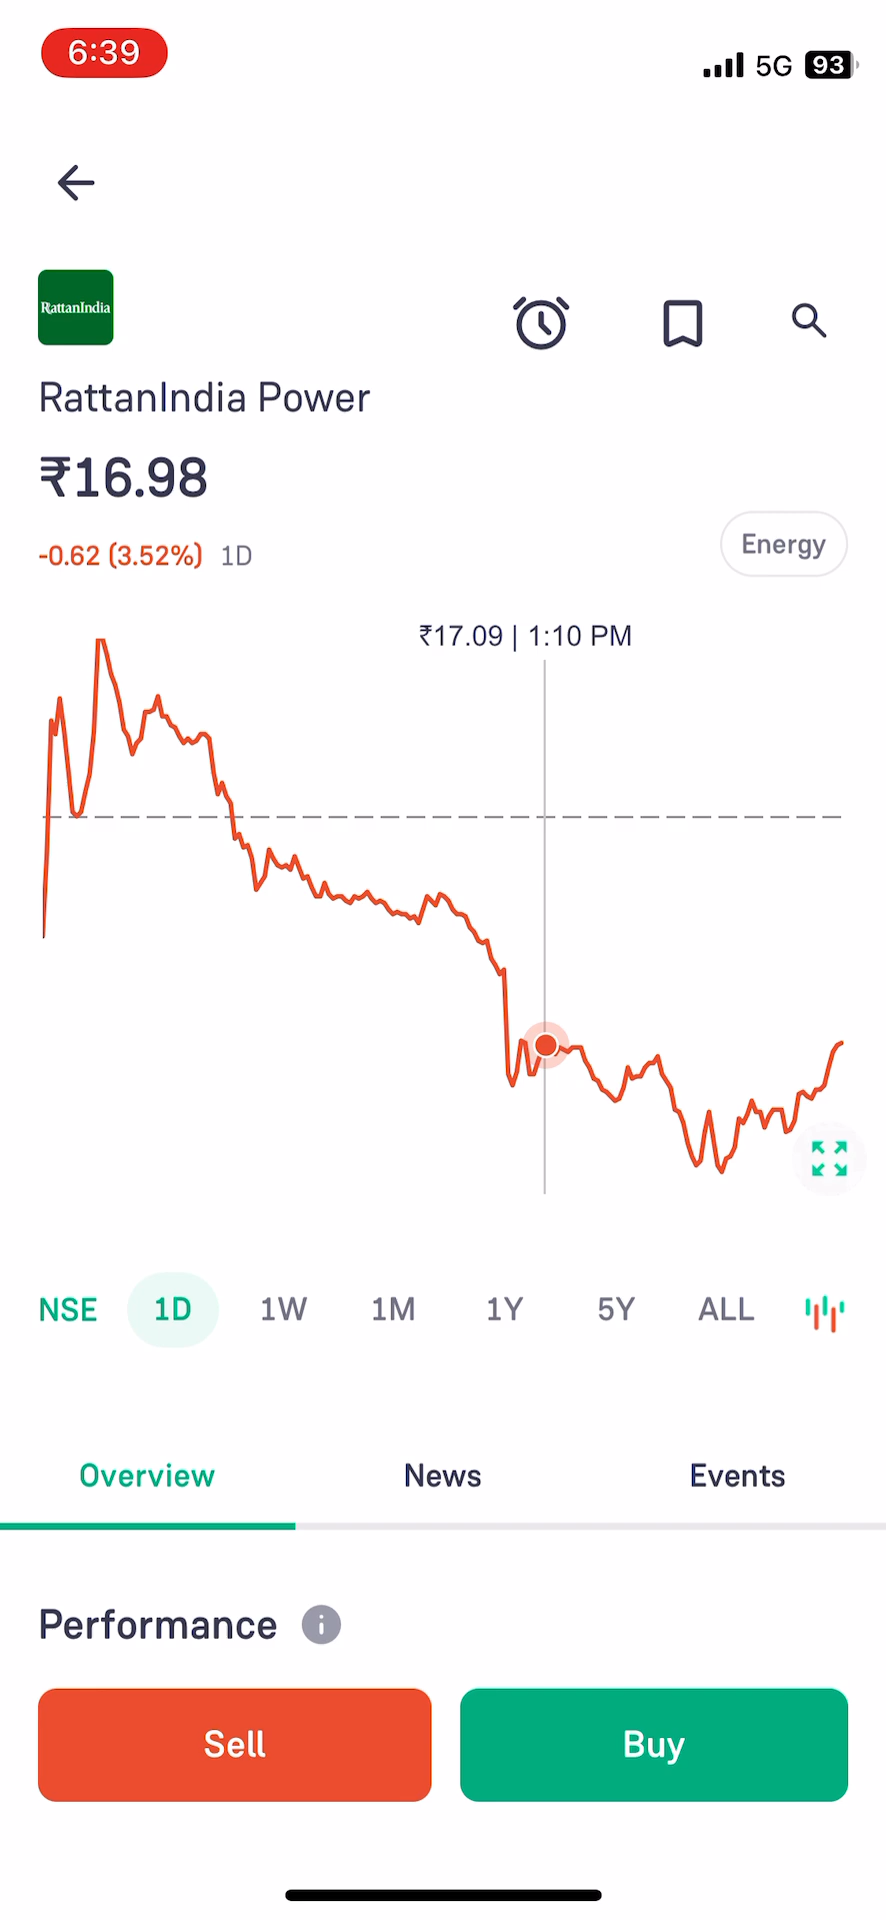 6:39
5G 93
RattanIndia
RattanIndia Power
₹16.98
-0.62 (3.52%) 1D
Energy
₹17.09 | 1:10 PM
NSE 1D 1W 1M 1Y 5Y ALL
Overview News Events
Performance
Sell Buy